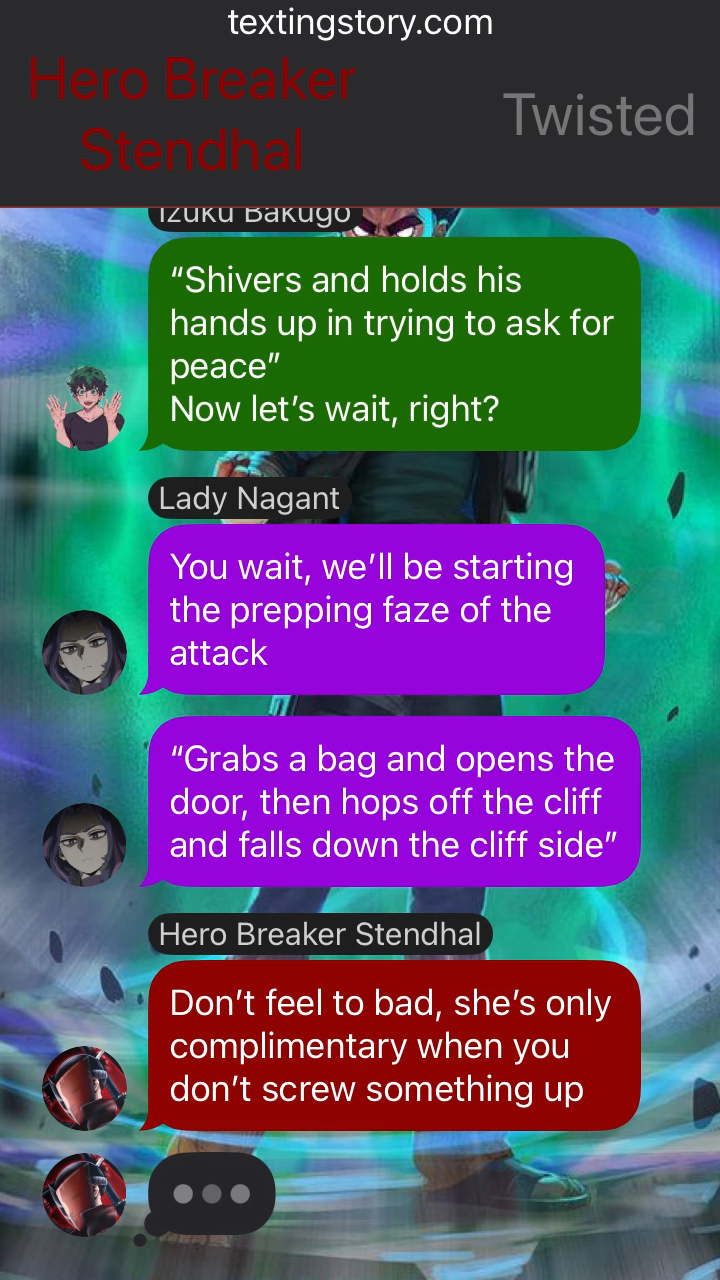 textingstory.com
Hero Breaker
Stendhal
Twisted
Izuku Bakugo
“Shivers and holds his
hands up in trying to ask for
peace”
Now let’s wait, right?
Lady Nagant
You wait, we’ll be starting
the prepping faze of the
attack
“Grabs a bag and opens the
door, then hops off the cliff
and falls down the cliff side”
Hero Breaker Stendhal
Don’t feel to bad, she’s only
complimentary when you
don’t screw something up